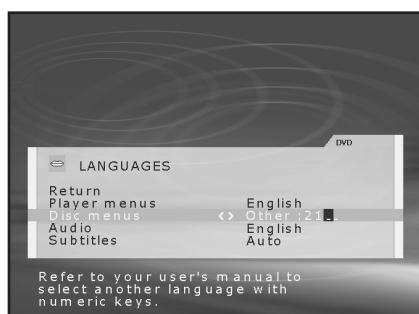 DVD
LANGUAGES
Return
Player menus English
Disc menus <> Other :21_ _
Audio English
Subtitles Auto
Refer to your user's manual to
select another language with
numeric keys.